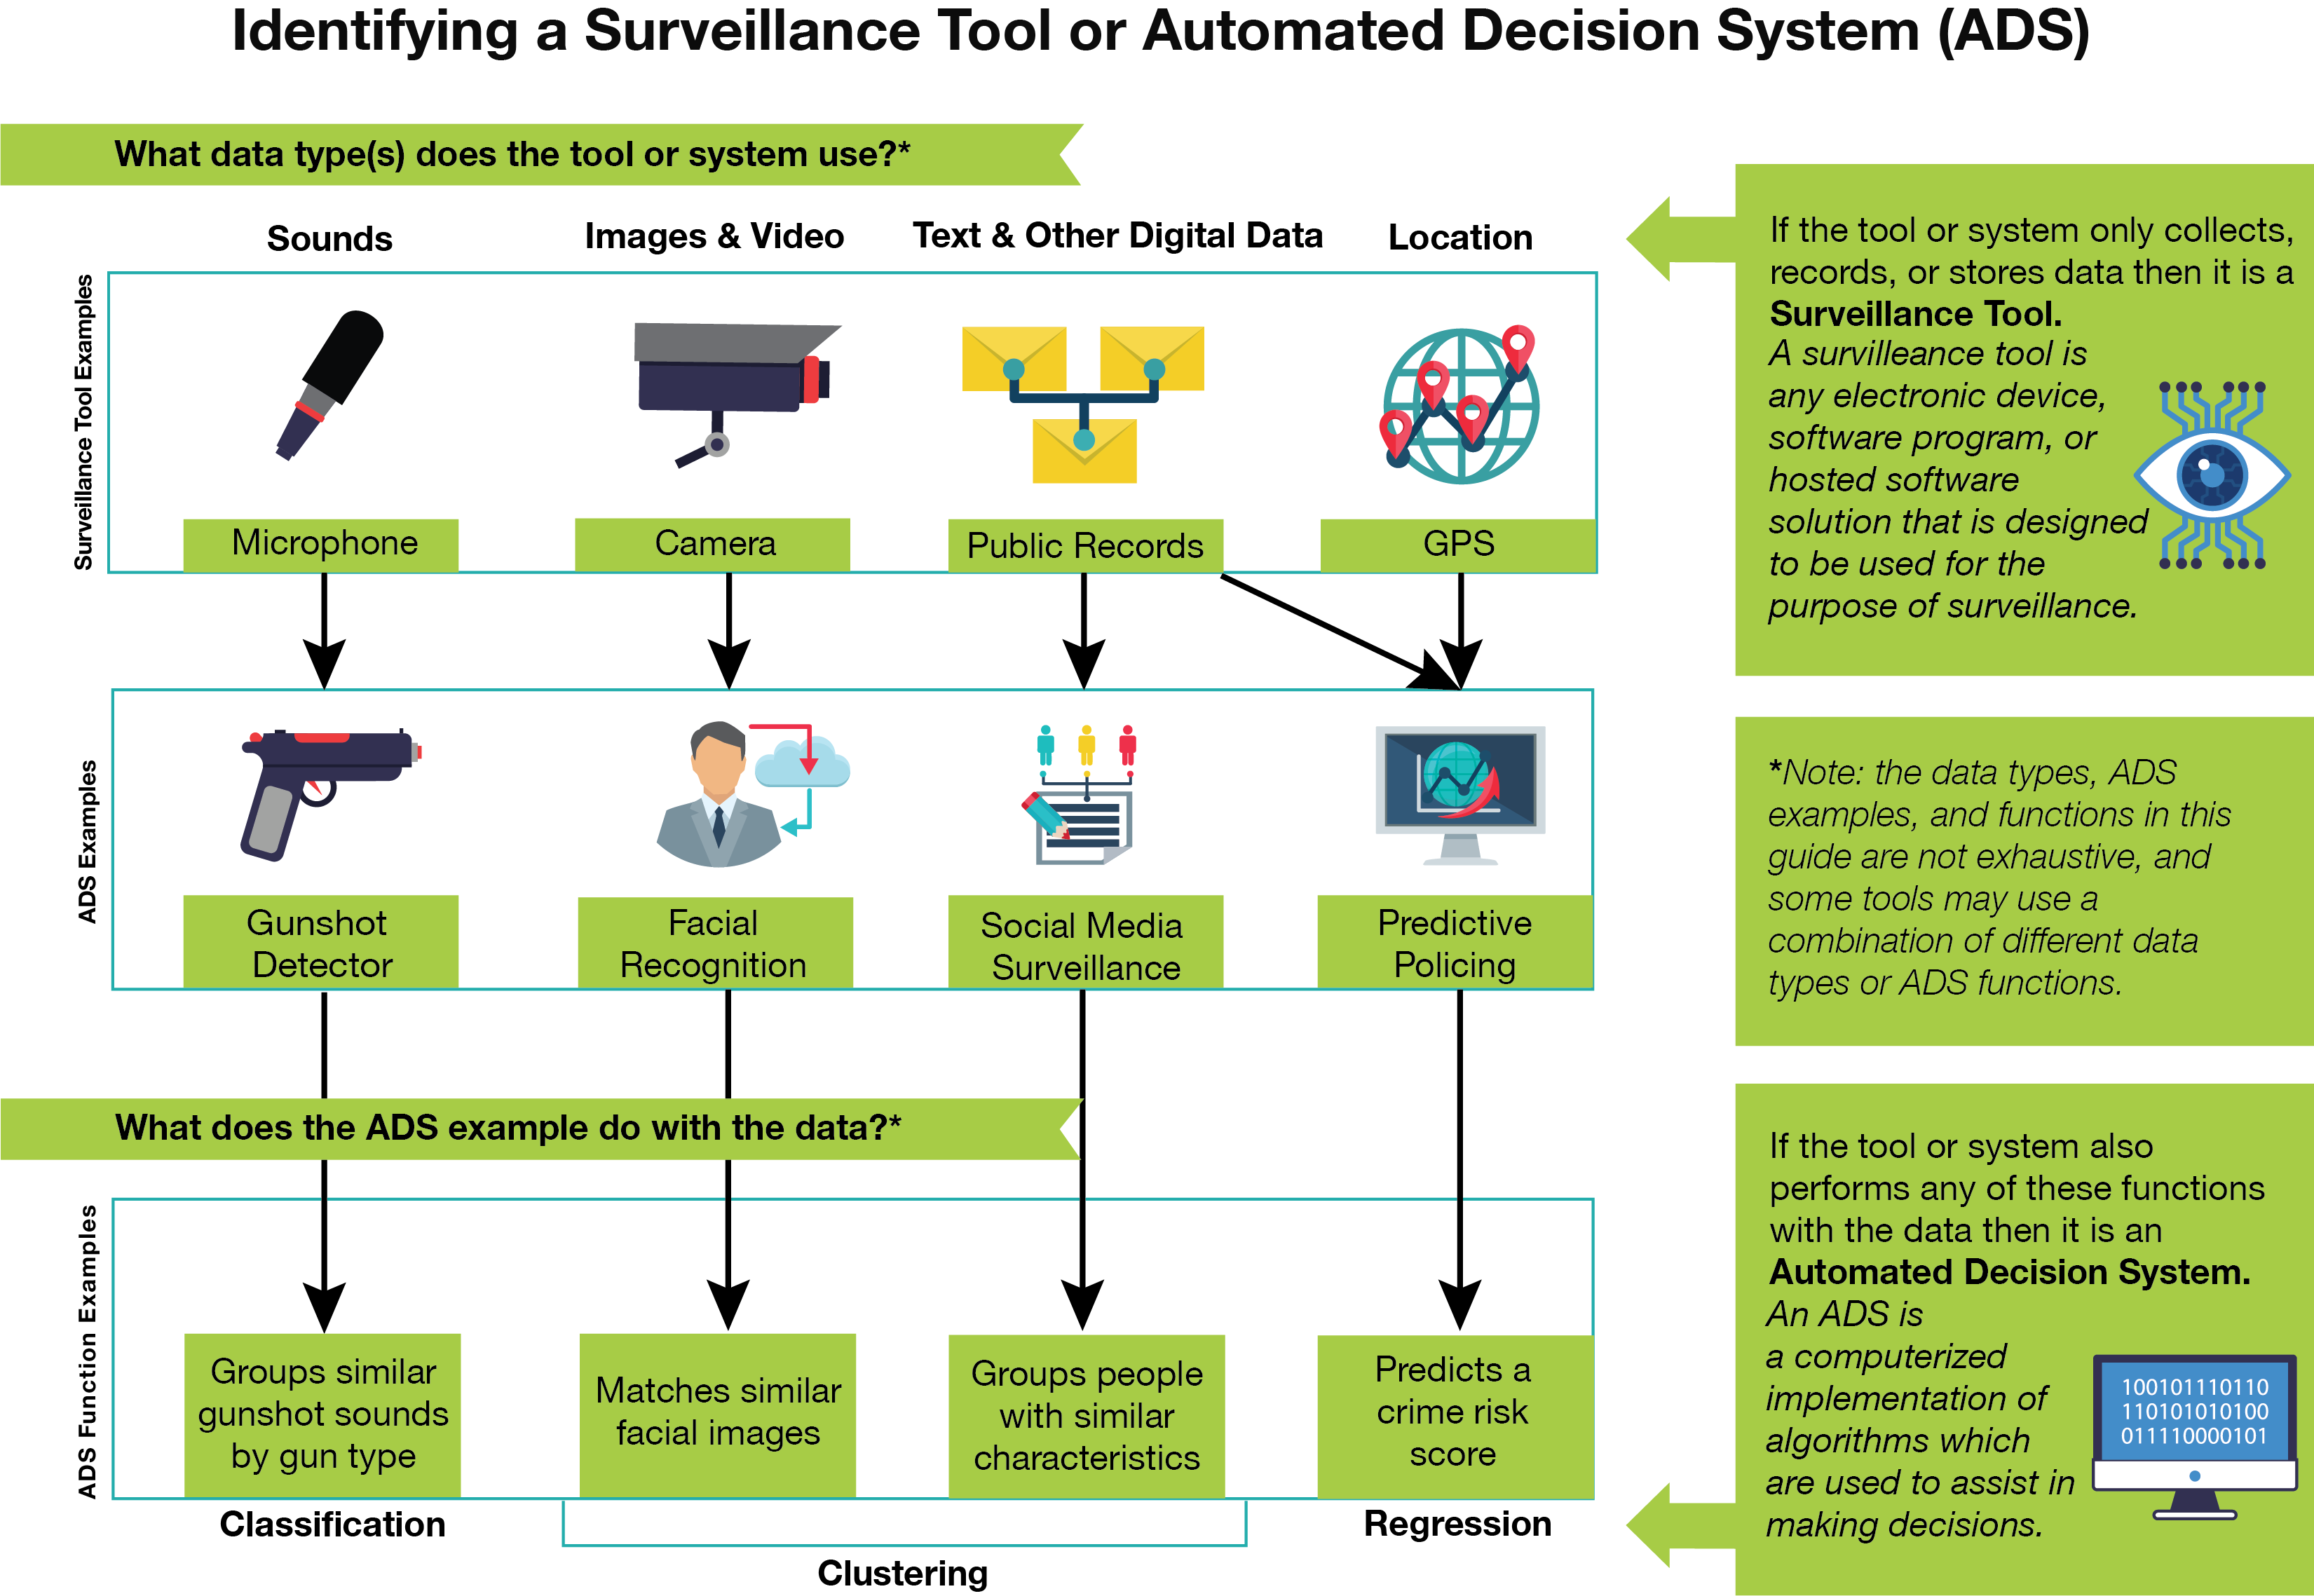 Identifying a Surveillance Tool or Automated Decision System (ADS)
What data type(s) does the tool or system use?*
Sounds
Images & Video
Text & Other Digital Data
Location
Surveillance Tool Examples
Microphone
Camera
Public Records
GPS
ADS Examples
Gunshot
Detector
Facial
Recognition
Social Media
Surveillance
Predictive
Policing
What does the ADS example do with the data?*
ADS Function Examples
Groups similar
gunshot sounds
by gun type
Matches similar
facial images
Groups people
with similar
characteristics
Predicts a
crime risk
score
Classification
Clustering
Regression
If the tool or system only collects,
records, or stores data then it is a
Surveillance Tool.
A survilleance tool is
any electronic device,
software program, or
hosted software
solution that is designed
to be used for the
purpose of surveillance.
*Note: the data types, ADS
examples, and functions in this
guide are not exhaustive, and
some tools may use a
combination of different data
types or ADS functions.
If the tool or system also
performs any of these functions
with the data then it is an
Automated Decision System.
An ADS is
a computerized
implementation of
algorithms which
are used to assist in
making decisions.
100101110110
110101010100
011110000101